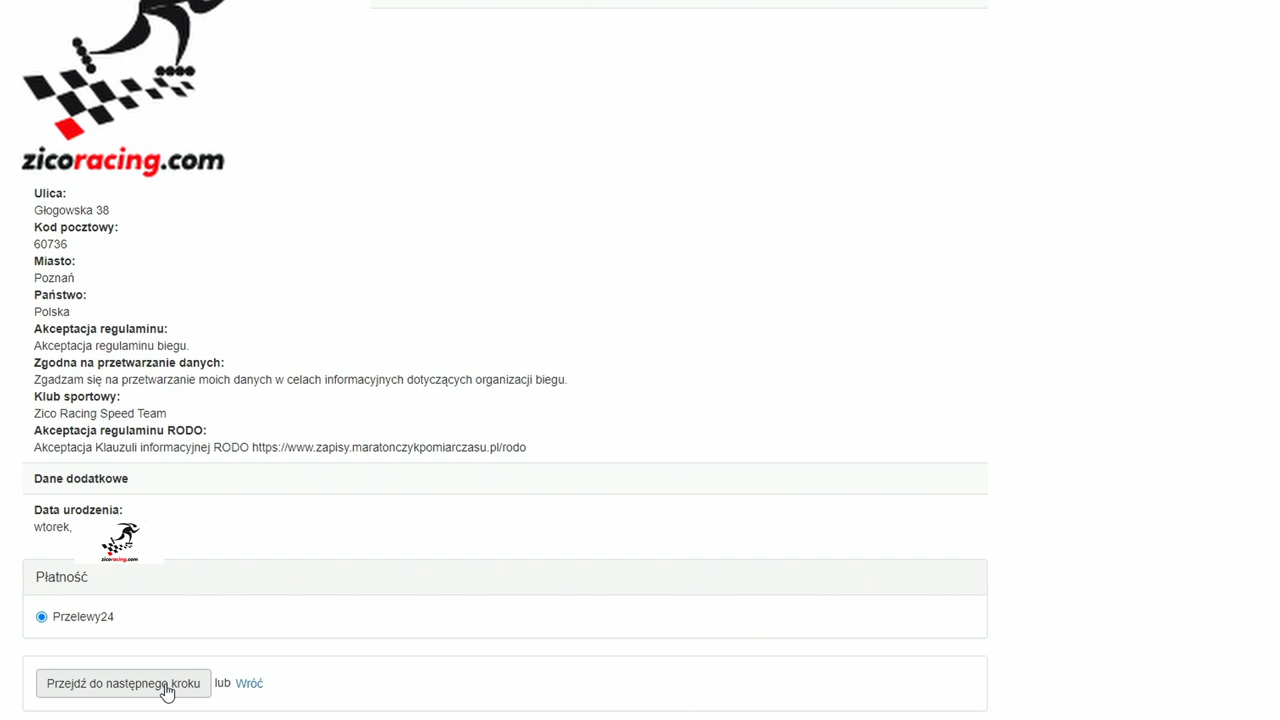 zicoracing.com
Ulica:
Głogowska 38
Kod pocztowy:
60736
Miasto:
Poznań
Państwo:
Polska
Akceptacja regulaminu:
Akceptacja regulaminu biegu.
Zgodna na przetwarzanie danych:
Zgadzam się na przetwarzanie moich danych w celach informacyjnych dotyczących organizacji biegu.
Klub sportowy:
Zico Racing Speed Team
Akceptacja regulaminu RODO:
Akceptacja Klauzuli informacyjnej RODO https://www.zapisy.maratonczykpomiarczasu.pl/rodo
Dane dodatkowe
Data urodzenia:
wtorek,
zicoracing.com
Płatność
Przelewy24
Przejdź do następnego kroku lub Wróć